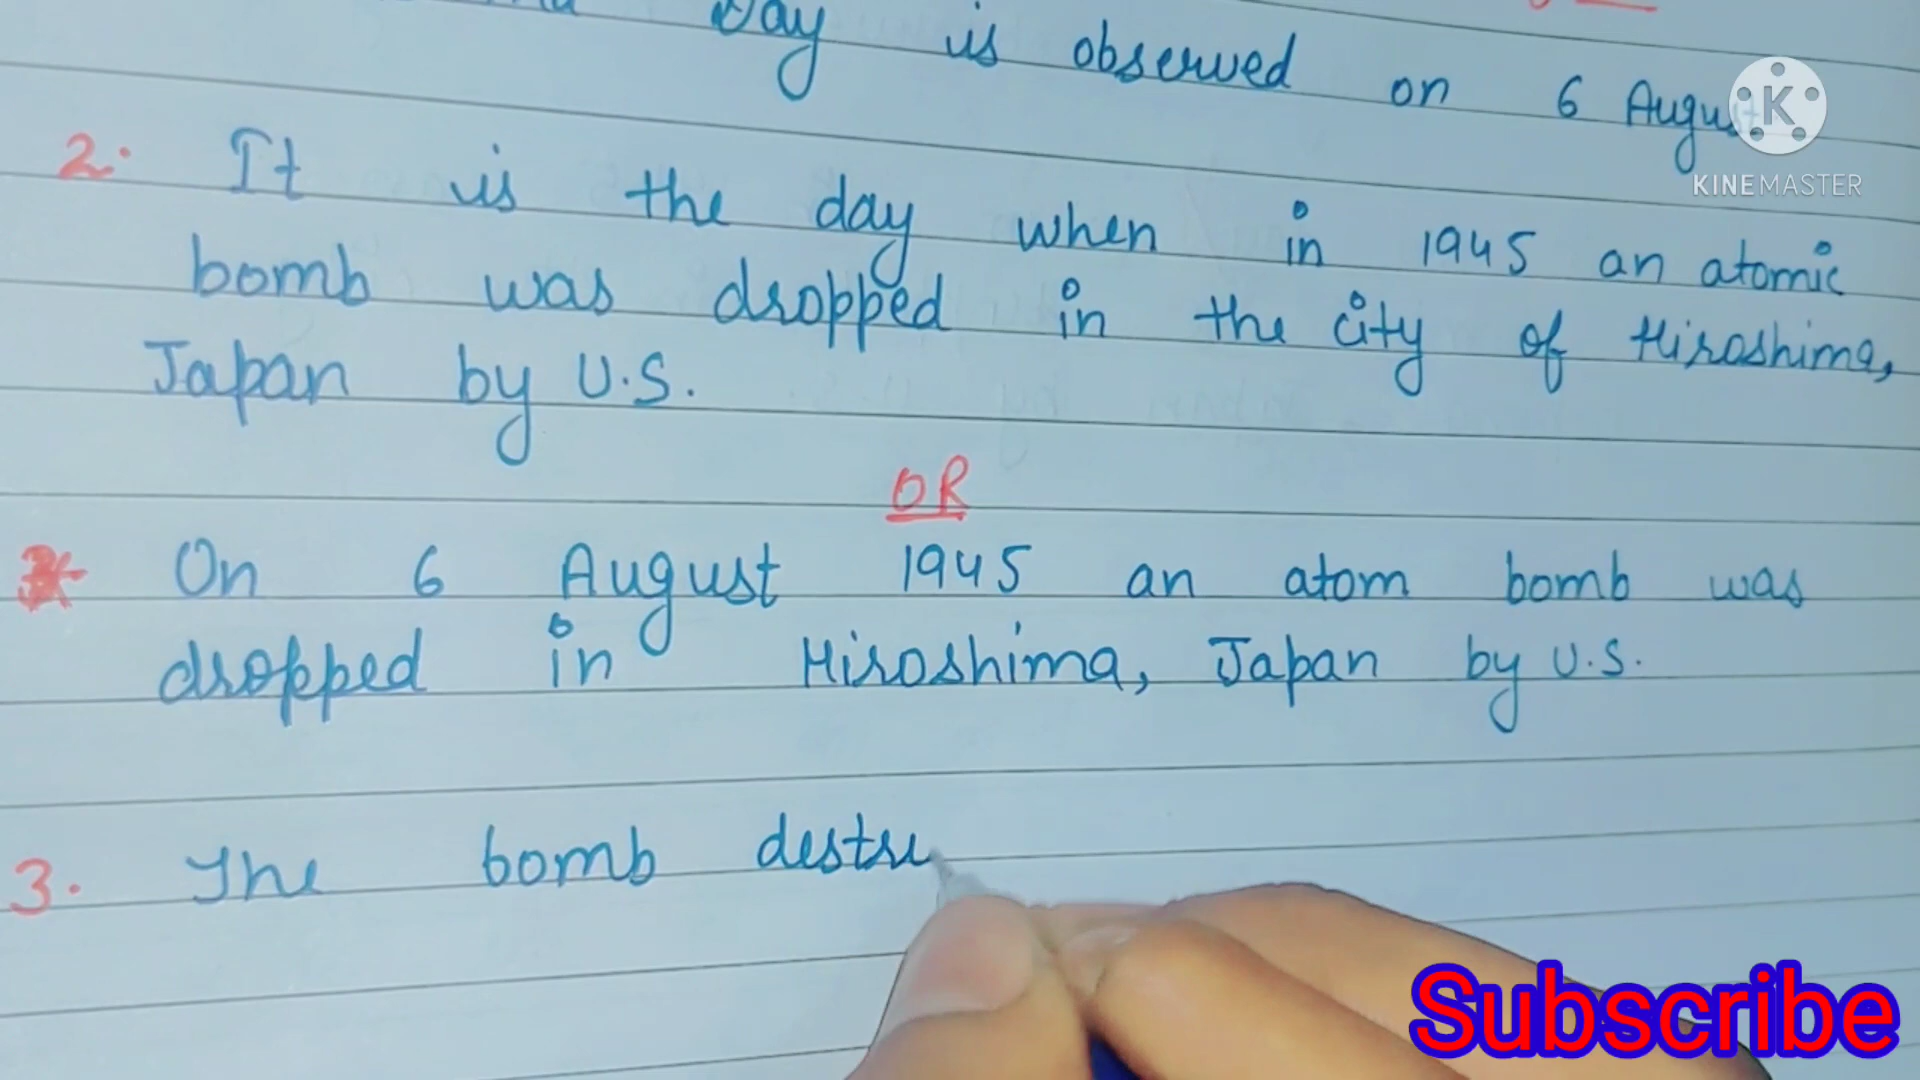 Day is observed on 6 August
KINEMASTER
2. It is the day when in 1945 an atomic
bomb was dropped in the city of Hiroshima,
Japan by U.S.
OR
* On 6 August 1945 an atom bomb was
dropped in Hiroshima, Japan by U.S.
3. The bomb destr
Subscribe